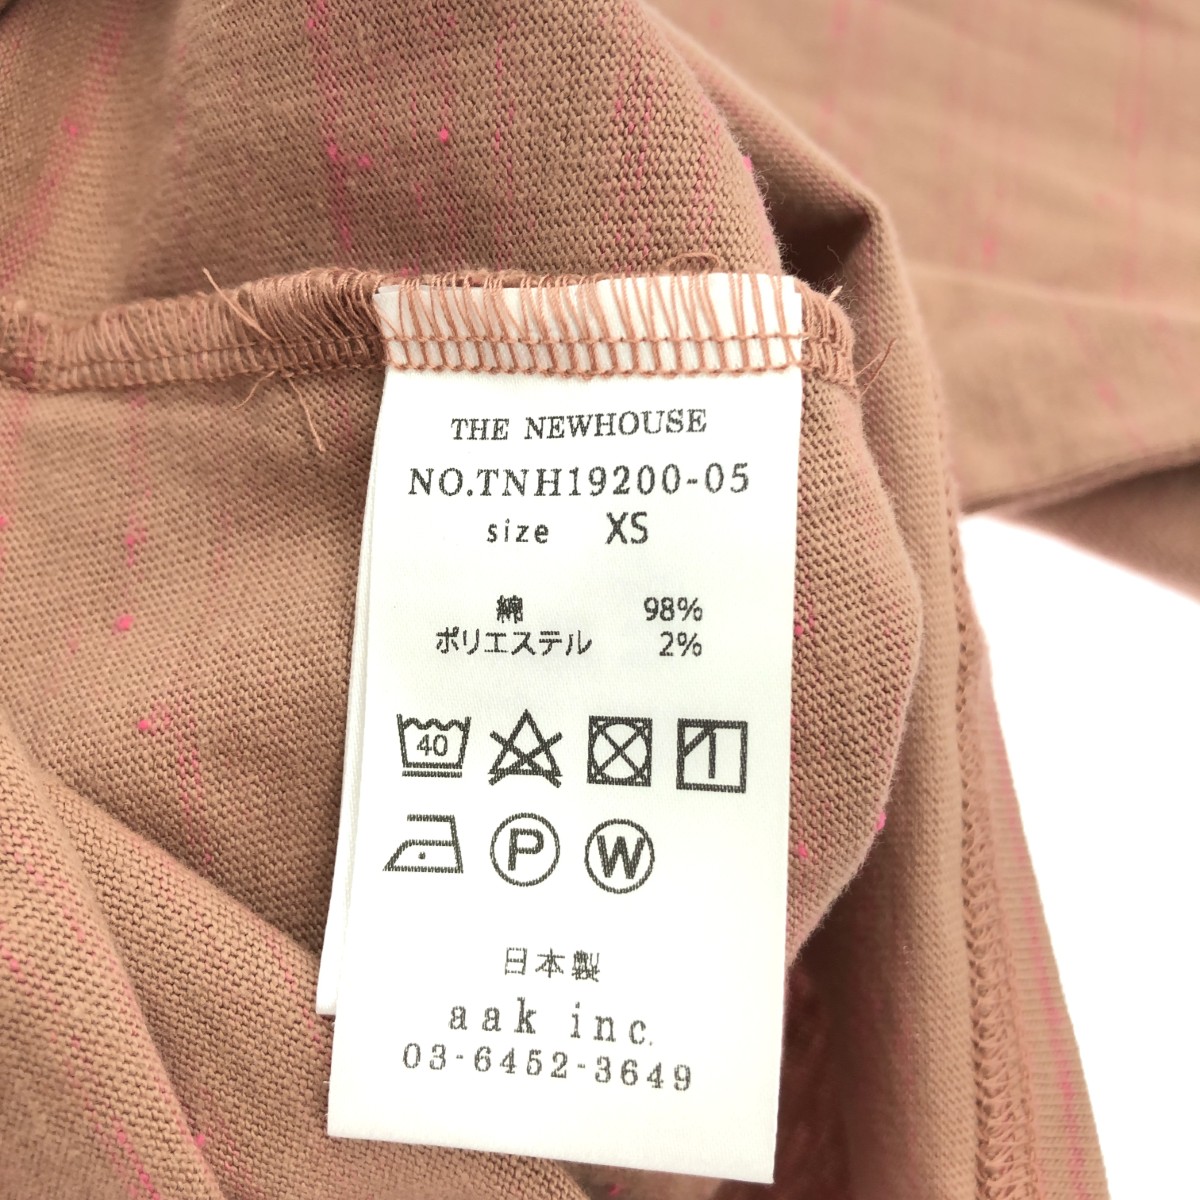 THE NEWHOUSE
NO.TNH19200-05
size XS
綿 98%
ポリエステル 2%
40
P W
日本製
aak inc.
03-6452-3649